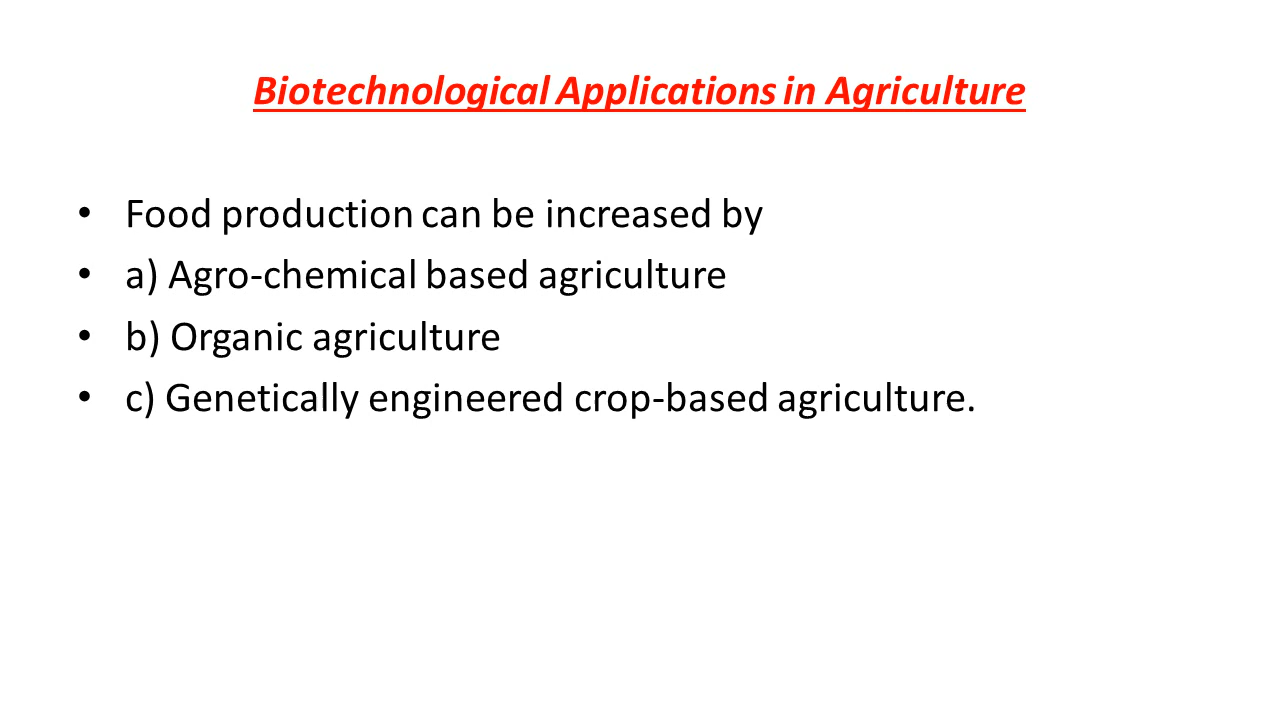 Biotechnological Applications in Agriculture
• Food production can be increased by
• a) Agro-chemical based agriculture
• b) Organic agriculture
• c) Genetically engineered crop-based agriculture.